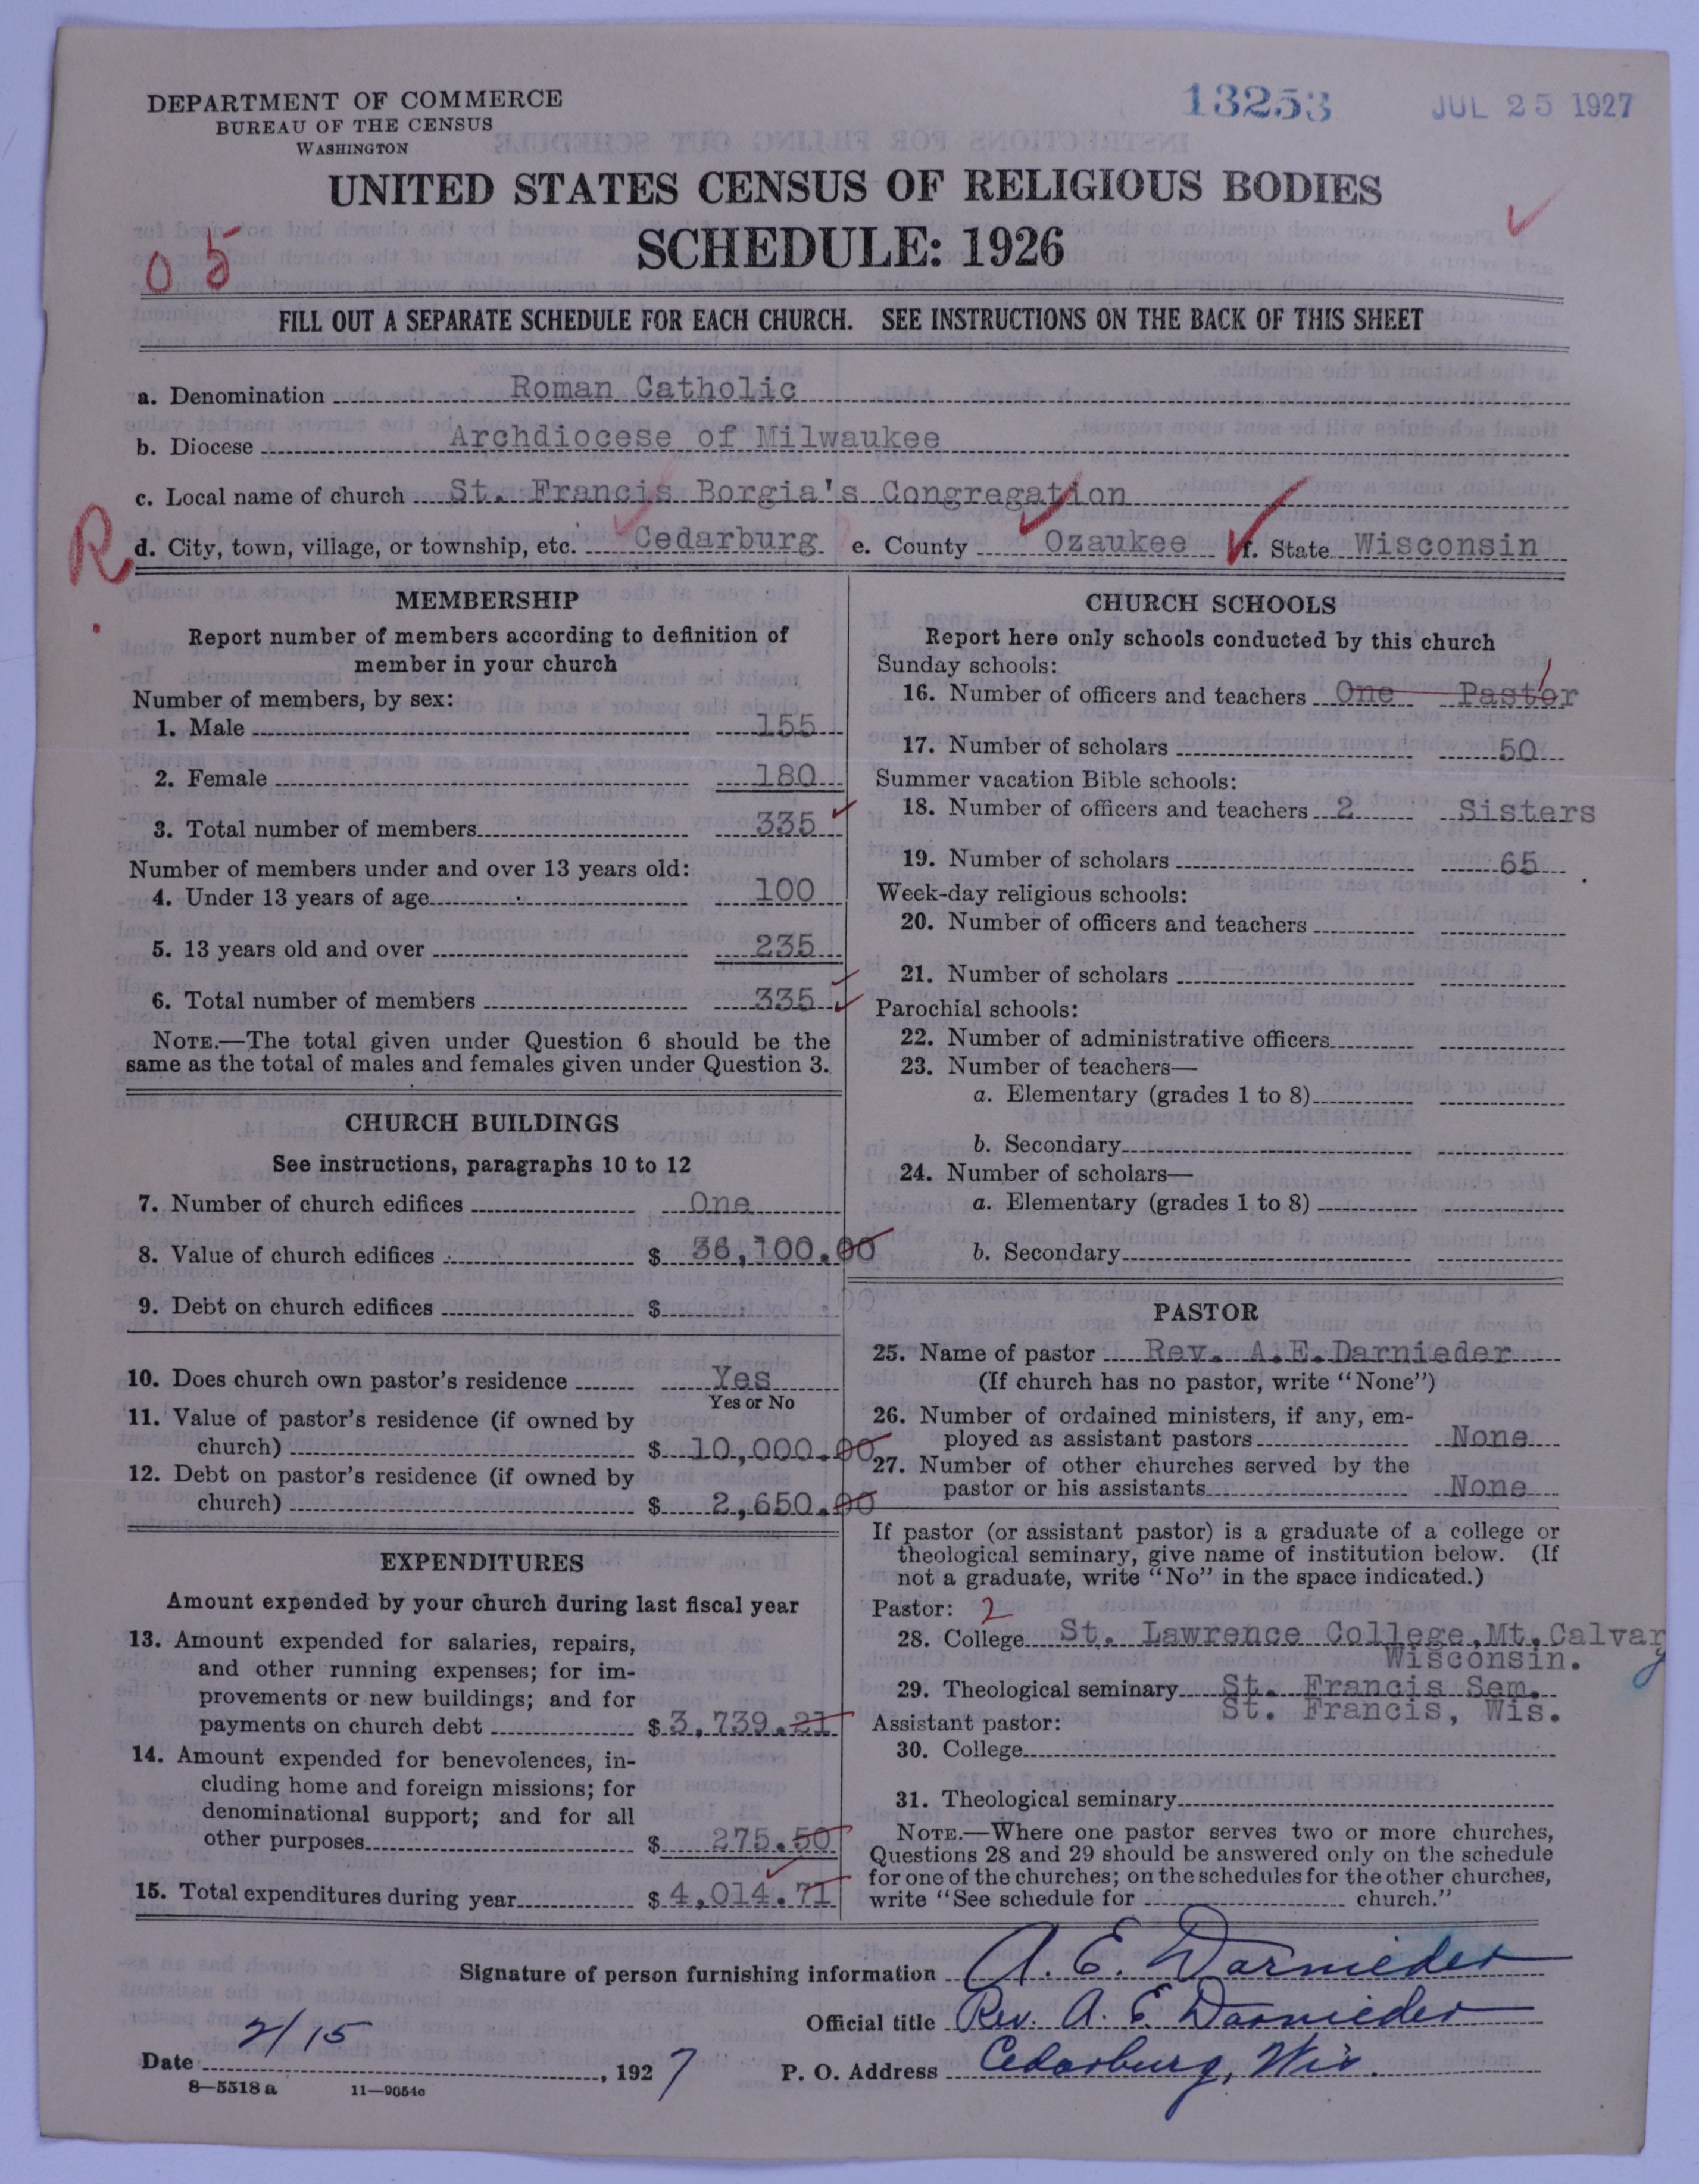 DEPARTMENT OF COMMERCE
BUREAU OF THE CENSUS
WASHINGTON
13253
JUL 25 1927
UNITED STATES CENSUS OF RELIGIOUS BODIES
SCHEDULE: 1926
05
FILL OUT A SEPARATE SCHEDULE FOR EACH CHURCH. SEE INSTRUCTIONS ON THE BACK OF THIS SHEET
a. Denomination Roman Catholic
b. Diocese Archdiocese of Milwaukee
c. Local name of church St. Francis Borgia's Congregation
R
d. City, town, village, or township, etc. Cedarburg e. County Ozaukee f. State Wisconsin
MEMBERSHIP
Report number of members according to definition of
member in your church
Number of members, by sex:
1. Male 155
2. Female 180
3. Total number of members 335
Number of members under and over 13 years old:
4. Under 13 years of age 100
5. 13 years old and over 235
6. Total number of members 335
NOTE.—The total given under Question 6 should be the
same as the total of males and females given under Question 3.
CHURCH BUILDINGS
See instructions, paragraphs 10 to 12
7. Number of church edifices One
8. Value of church edifices $ 36,100.00
9. Debt on church edifices $
10. Does church own pastor's residence Yes
Yes or No
11. Value of pastor's residence (if owned by
church) $ 10,000.00
12. Debt on pastor's residence (if owned by
church) $ 2,650.00
EXPENDITURES
Amount expended by your church during last fiscal year
13. Amount expended for salaries, repairs,
and other running expenses; for im-
provements or new buildings; and for
payments on church debt $ 3,739.21
14. Amount expended for benevolences, in-
cluding home and foreign missions; for
denominational support; and for all
other purposes $ 275.50
15. Total expenditures during year $ 4,014.71
CHURCH SCHOOLS
Report here only schools conducted by this church
Sunday schools:
16. Number of officers and teachers One Pastor
17. Number of scholars 50
Summer vacation Bible schools:
18. Number of officers and teachers 2 Sisters
19. Number of scholars 65
Week-day religious schools:
20. Number of officers and teachers
21. Number of scholars
Parochial schools:
22. Number of administrative officers
23. Number of teachers—
a. Elementary (grades 1 to 8)
b. Secondary
24. Number of scholars—
a. Elementary (grades 1 to 8)
b. Secondary
PASTOR
25. Name of pastor Rev. A.E.Darnieder
(If church has no pastor, write "None")
26. Number of ordained ministers, if any, em-
ployed as assistant pastors None
27. Number of other churches served by the
pastor or his assistants None
If pastor (or assistant pastor) is a graduate of a college or
theological seminary, give name of institution below. (If
not a graduate, write "No" in the space indicated.)
Pastor: 2
28. College St. Lawrence College,Mt.Calvary
Wisconsin.
29. Theological seminary St. Francis Sem.
St. Francis, Wis.
Assistant pastor:
30. College
31. Theological seminary
NOTE.—Where one pastor serves two or more churches,
Questions 28 and 29 should be answered only on the schedule
for one of the churches; on the schedules for the other churches,
write "See schedule for church."
Signature of person furnishing information A. E. Darnieder
Official title Rev. A. E. Darnieder
Date 2/15, 1927 P. O. Address Cedarburg, Wis.
8—5518 a 11—9054c